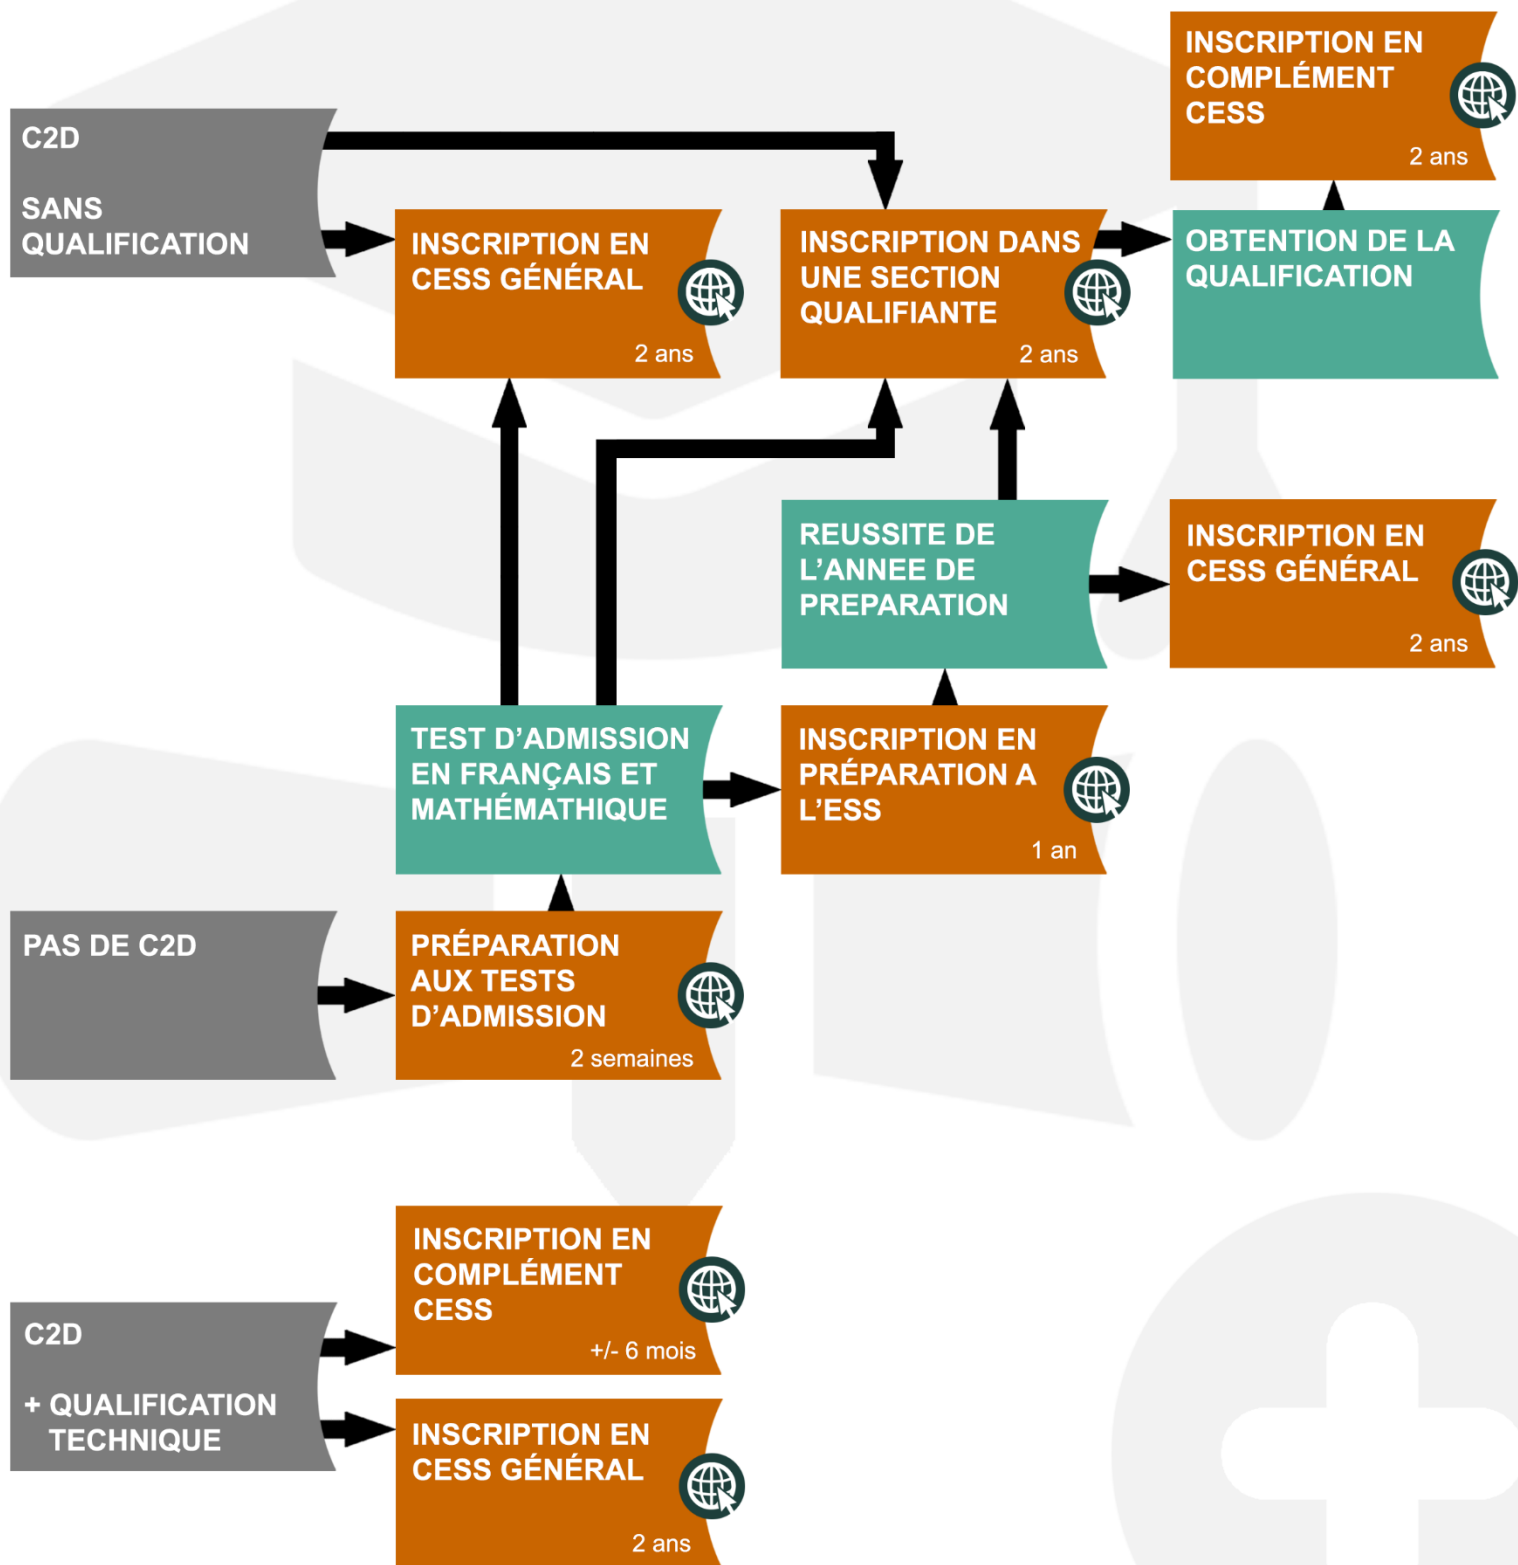 INSCRIPTION EN
COMPLÉMENT
CESS
2 ans
C2D
SANS
QUALIFICATION
INSCRIPTION EN
CESS GÉNÉRAL
2 ans
INSCRIPTION DANS
UNE SECTION
QUALIFIANTE
2 ans
OBTENTION DE LA
QUALIFICATION
REUSSITE DE
L’ANNEE DE
PREPARATION
INSCRIPTION EN
CESS GÉNÉRAL
2 ans
TEST D’ADMISSION
EN FRANÇAIS ET
MATHÉMATHIQUE
INSCRIPTION EN
PRÉPARATION A
L’ESS
1 an
PAS DE C2D
PRÉPARATION
AUX TESTS
D’ADMISSION
2 semaines
INSCRIPTION EN
COMPLÉMENT
CESS
+/- 6 mois
C2D
+ QUALIFICATION
TECHNIQUE
INSCRIPTION EN
CESS GÉNÉRAL
2 ans